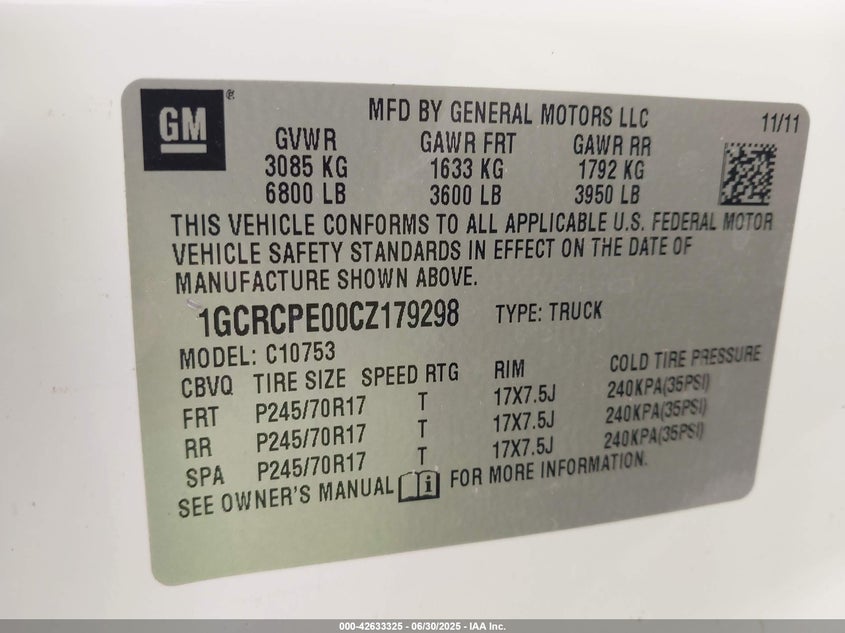 GM®
MFD BY GENERAL MOTORS LLC
11/11
GVWR GAWR FRT GAWR RR
3085 KG 1633 KG 1792 KG
6800 LB 3600 LB 3950 LB
THIS VEHICLE CONFORMS TO ALL APPLICABLE U.S. FEDERAL MOTOR
VEHICLE SAFETY STANDARDS IN EFFECT ON THE DATE OF
MANUFACTURE SHOWN ABOVE.
1GCRCPE00CZ179298 TYPE: TRUCK
MODEL: C10753
CBVQ TIRE SIZE SPEED RTG RIM COLD TIRE PRESSURE
FRT P245/70R17 T 17X7.5J 240KPA(35PSI)
RR P245/70R17 T 17X7.5J 240KPA(35PSI)
SPA P245/70R17 T 17X7.5J 240KPA(35PSI)
SEE OWNER'S MANUAL i FOR MORE INFORMATION.
000-42633325 - 06/30/2025 - IAA Inc.